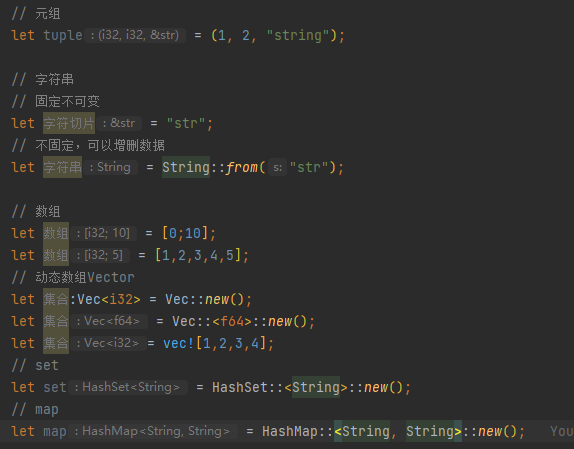 // 元组
let tuple: (i32, i32, &str) = (1, 2, "string");
// 字符串
// 固定不可变
let 字符切片: &str = "str";
// 不固定，可以增删数据
let 字符串: String = String::from( s: "str");
// 数组
let 数组: [i32; 10] = [0;10];
let 数组: [i32; 5] = [1,2,3,4,5];
// 动态数组Vector
let 集合:Vec<i32> = Vec::new();
let 集合: Vec<f64> = Vec::<f64>::new();
let 集合: Vec<i32> = vec![1,2,3,4];
// set
let set: HashSet<String> = HashSet::<String>::new();
// map
let map: HashMap<String, String> = HashMap::<String, String>::new(); You